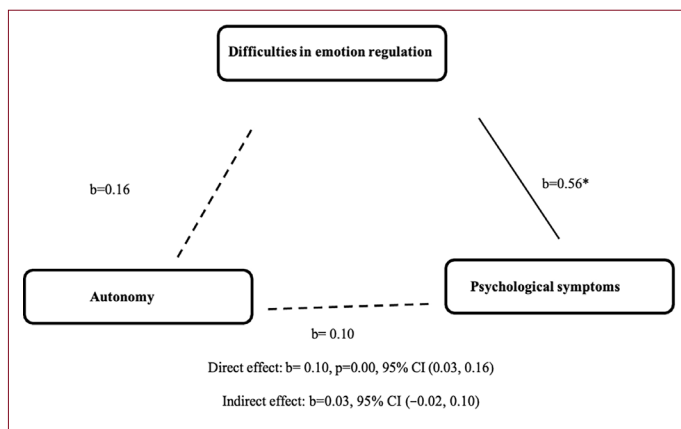 Difficulties in emotion regulation
b=0.16
b=0.56*
Autonomy
Psychological symptoms
b= 0.10
Direct effect: b= 0.10, p=0.00, 95% CI (0.03, 0.16)
Indirect effect: b=0.03, 95% CI (−0.02, 0.10)